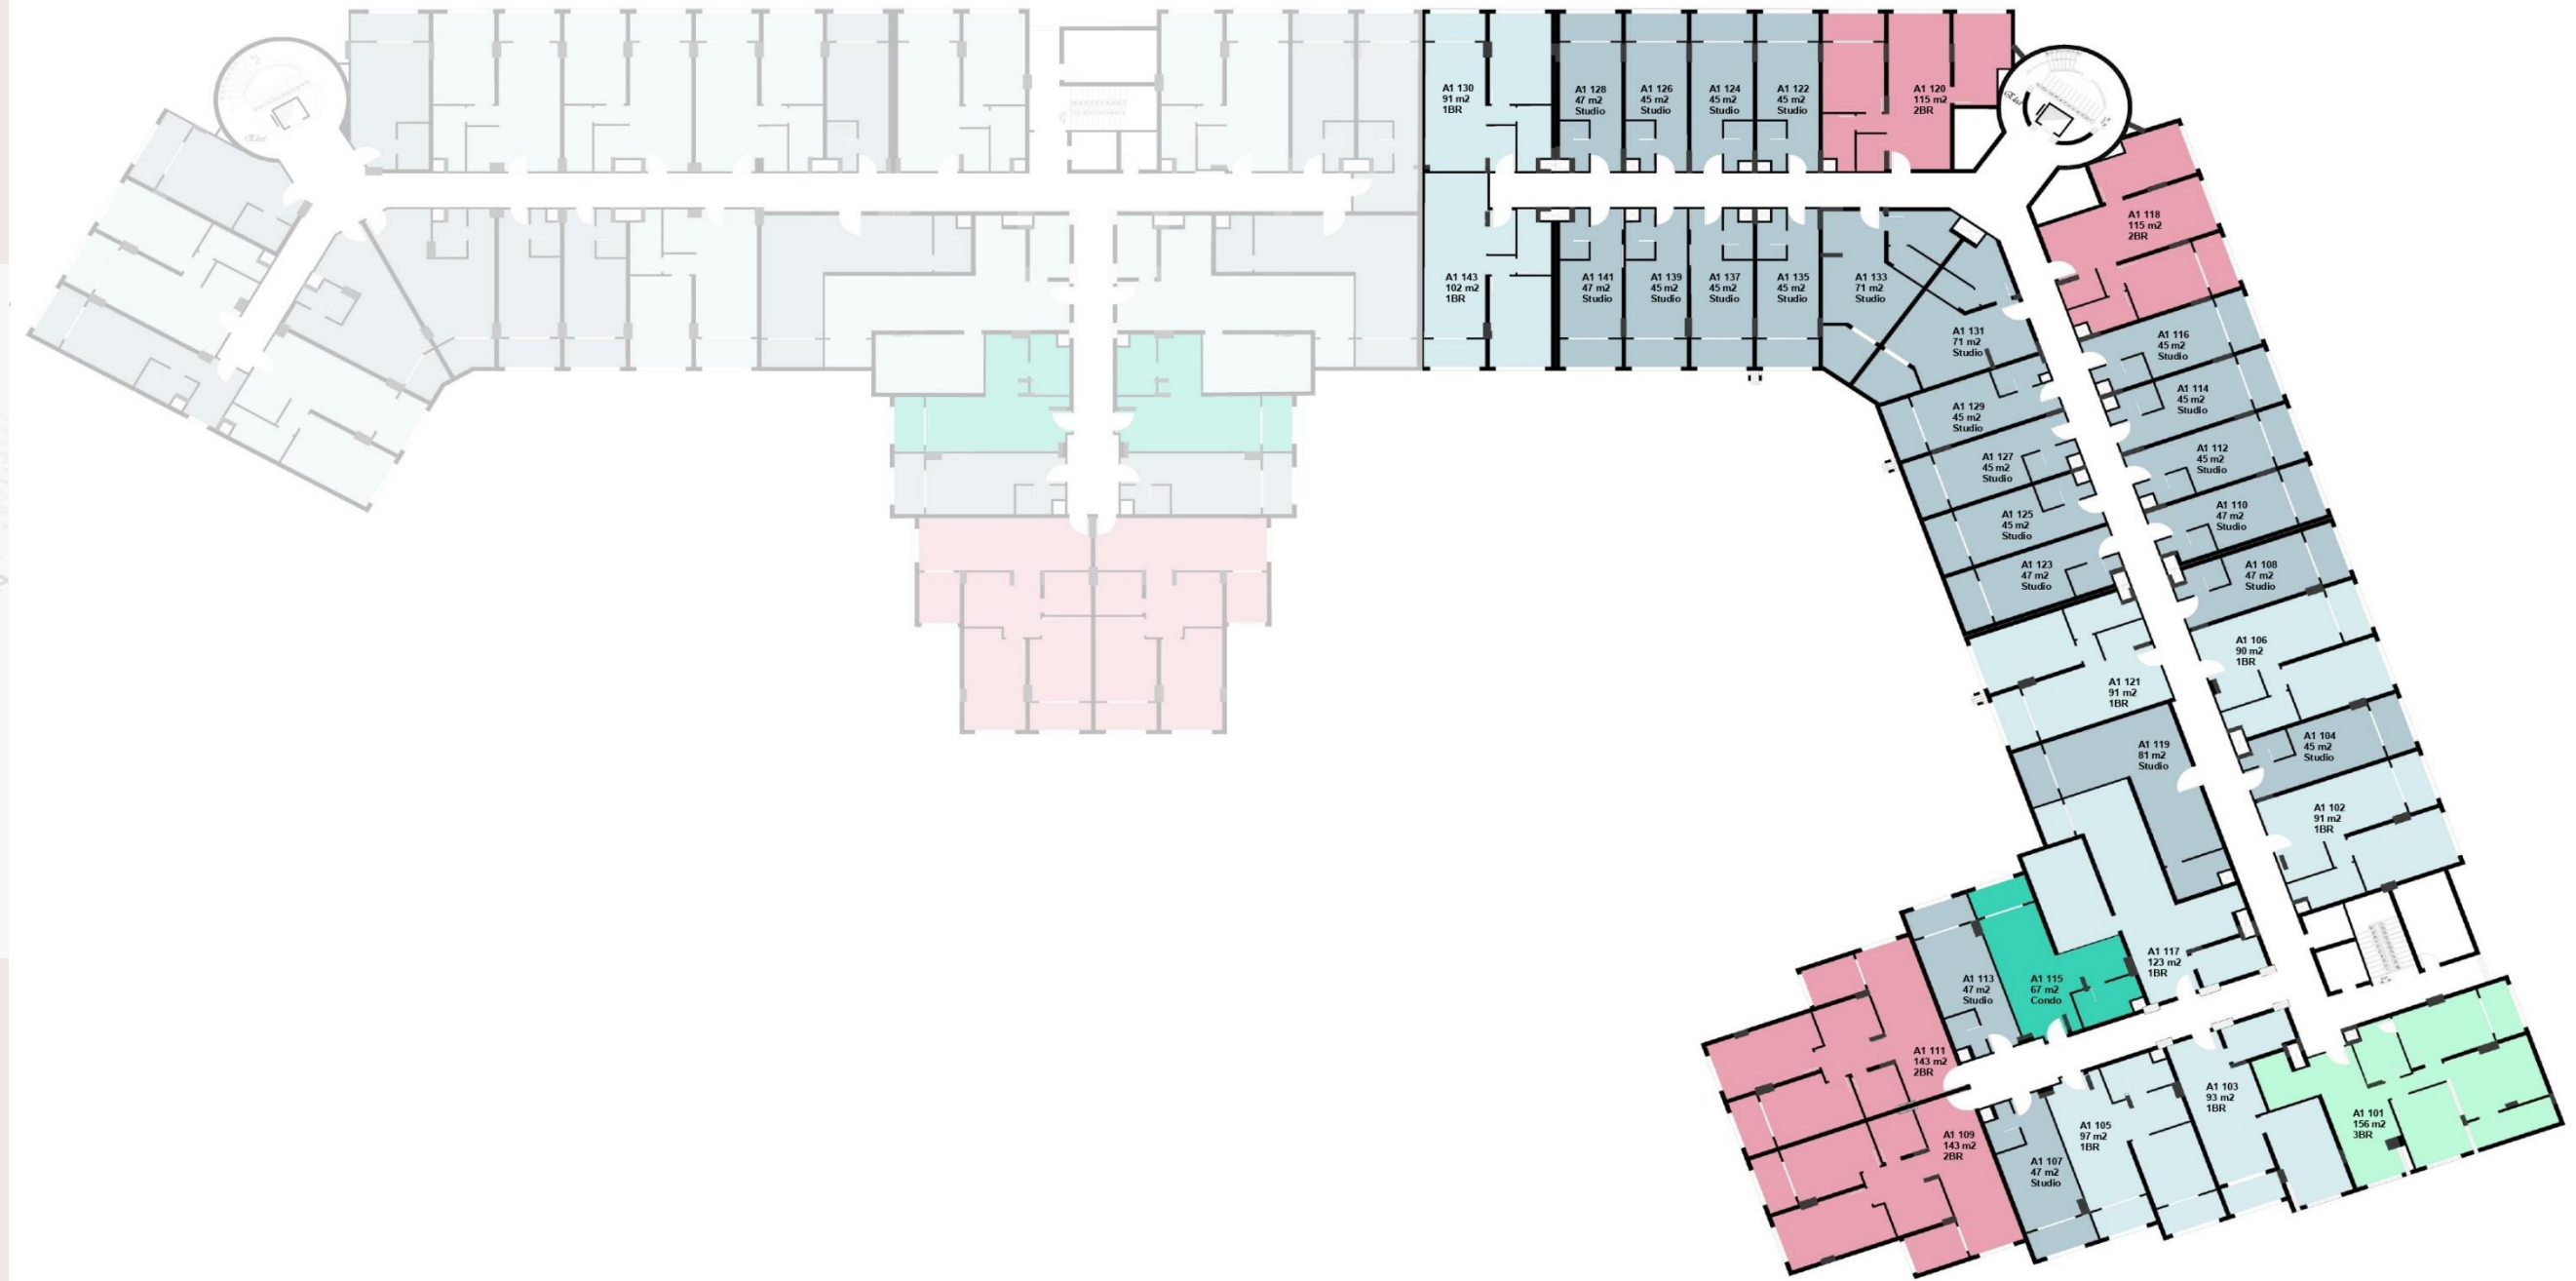 A1 130
91 m2
1BR
A1 128
47 m2
Studio
A1 126
45 m2
Studio
A1 124
45 m2
Studio
A1 122
45 m2
Studio
A1 120
115 m2
2BR
A1 143
102 m2
1BR
A1 141
47 m2
Studio
A1 139
45 m2
Studio
A1 137
45 m2
Studio
A1 135
45 m2
Studio
A1 133
71 m2
Studio
A1 131
71 m2
Studio
A1 118
115 m2
2BR
A1 116
45 m2
Studio
A1 114
45 m2
Studio
A1 112
45 m2
Studio
A1 110
47 m2
Studio
A1 108
47 m2
Studio
A1 106
90 m2
1BR
A1 104
45 m2
Studio
A1 102
91 m2
1BR
A1 129
45 m2
Studio
A1 127
45 m2
Studio
A1 125
45 m2
Studio
A1 123
47 m2
Studio
A1 121
91 m2
1BR
A1 119
81 m2
Studio
A1 117
123 m2
1BR
A1 115
67 m2
Condo
A1 113
47 m2
Studio
A1 111
143 m2
2BR
A1 109
143 m2
2BR
A1 107
47 m2
Studio
A1 105
97 m2
1BR
A1 103
93 m2
1BR
A1 101
156 m2
3BR